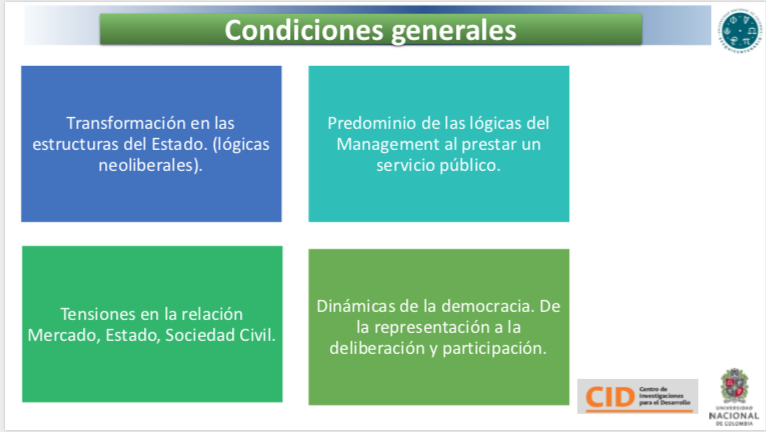 Condiciones generales
Transformación en las
estructuras del Estado. (lógicas
neoliberales).
Predominio de las lógicas del
Management al prestar un
servicio público.
Tensiones en la relación
Mercado, Estado, Sociedad Civil.
Dinámicas de la democracia. De
la representación a la
deliberación y participación.
CID
Centro de
Investigaciones
para el Desarrollo
UNIVERSIDAD
NACIONAL
DE COLOMBIA